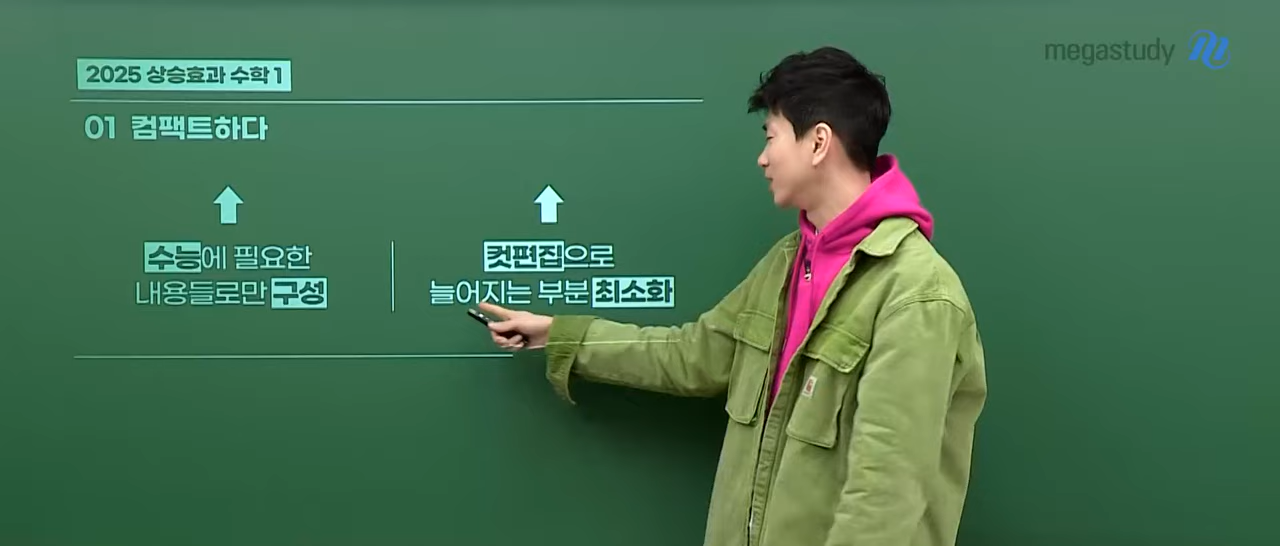 megastudy
2025 상승효과 수학 1
01 컴팩트하다
수능에 필요한
내용들로만 구성
컷편집으로
늘어지는 부분 최소화